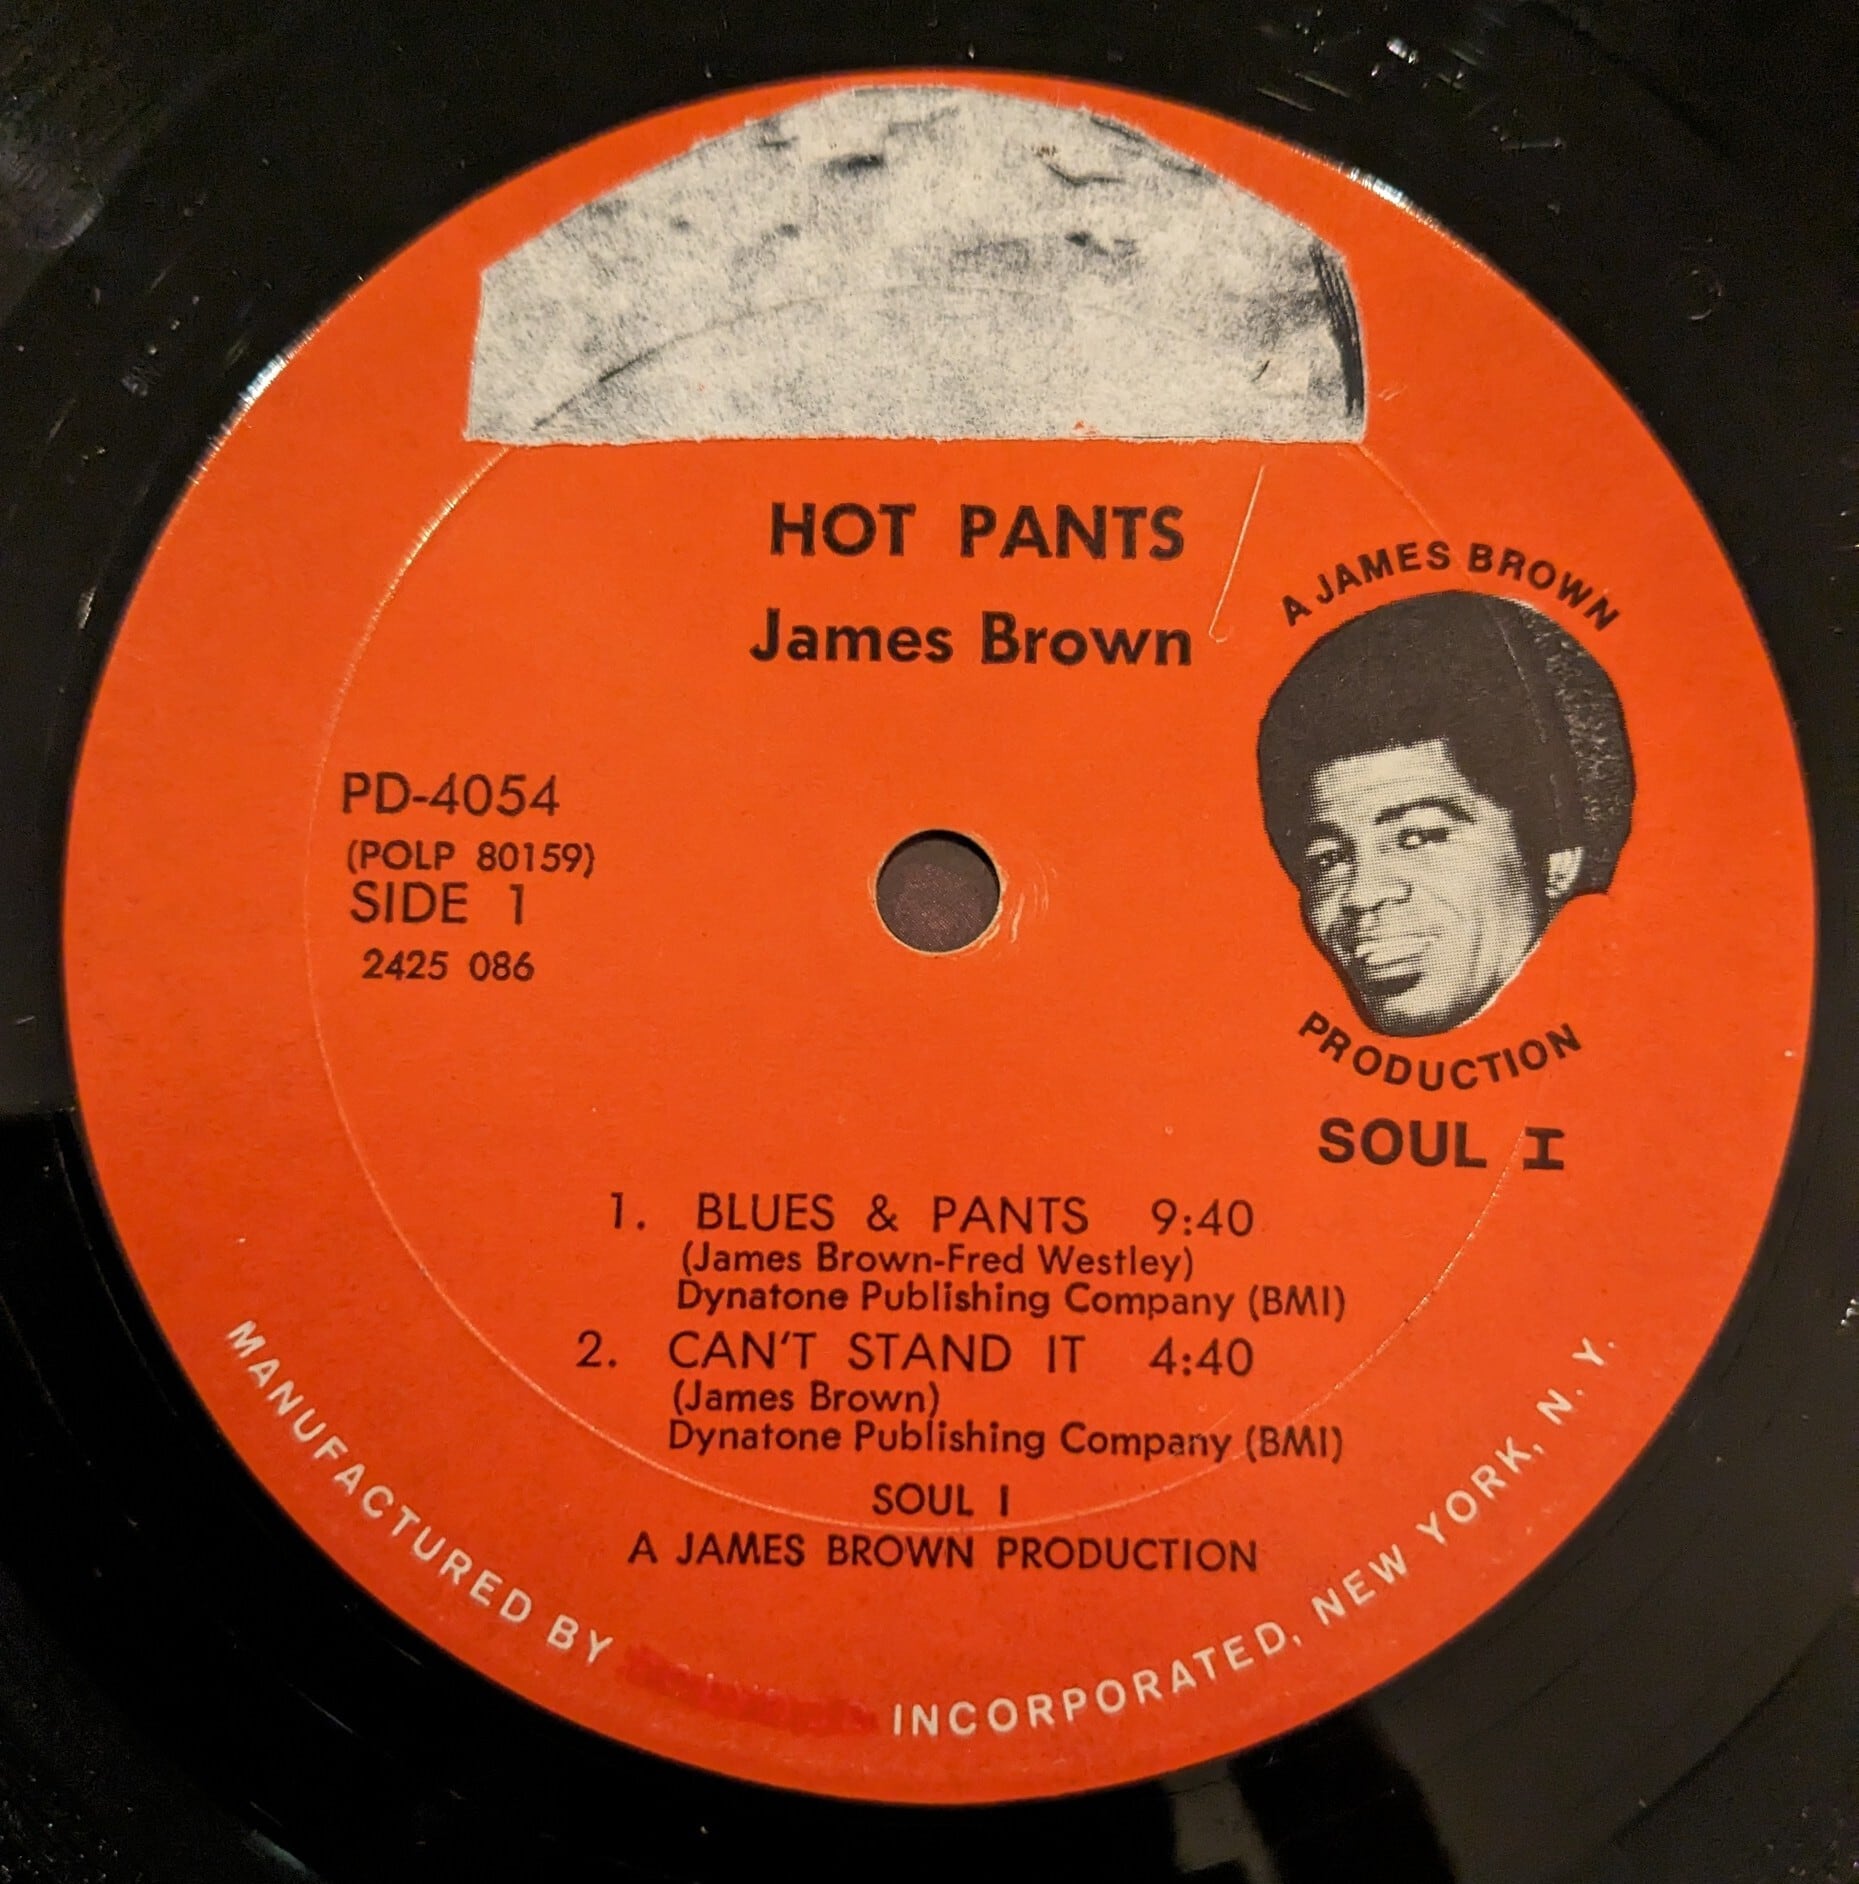 HOT PANTS
James Brown
A JAMES BROWN
PRODUCTION
SOUL I
PD-4054
(POLP 80159)
SIDE 1
2425 086
1. BLUES & PANTS 9:40
(James Brown-Fred Westley)
Dynatone Publishing Company (BMI)
2. CAN'T STAND IT 4:40
(James Brown)
Dynatone Publishing Company (BMI)
SOUL I
A JAMES BROWN PRODUCTION
MANUFACTURED BY INCORPORATED, NEW YORK, N. Y.